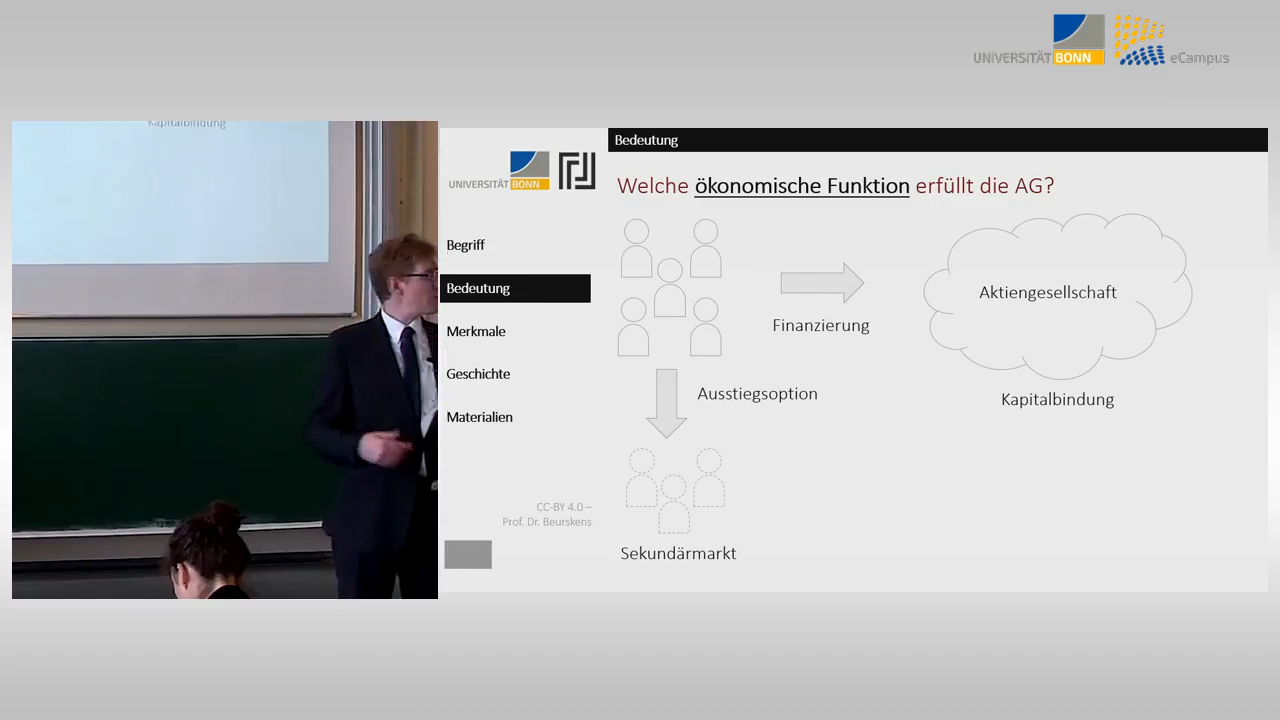 UNIVERSITÄT BONN eCampus
Kapitalbindung
UNIVERSITÄT BONN
Begriff
Bedeutung
Merkmale
Geschichte
Materialien
CC-BY 4.0 –
Prof. Dr. Beurskens
Bedeutung
Welche ökonomische Funktion erfüllt die AG?
Aktiengesellschaft
Finanzierung
Ausstiegsoption
Kapitalbindung
Sekundärmarkt